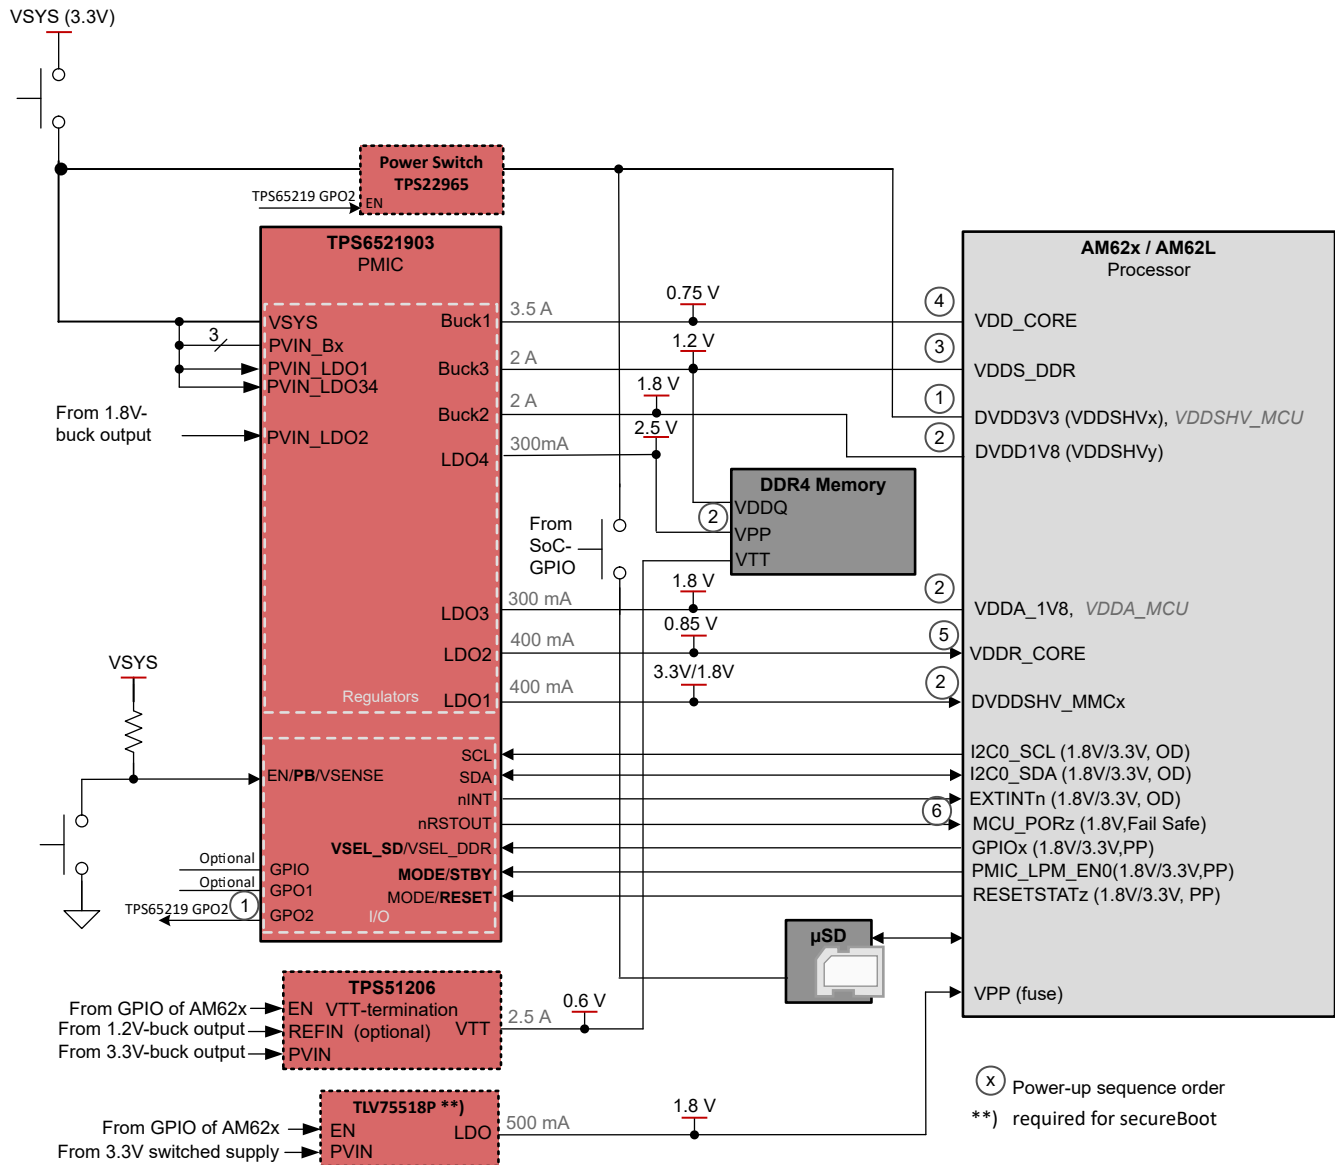 VSYS (3.3V)
Power Switch
TPS22965
TPS65219 GPO2
EN
TPS6521903
PMIC
AM62x / AM62L
Processor
VSYS
3
PVIN_Bx
PVIN_LDO1
PVIN_LDO34
From 1.8V-
buck output
PVIN_LDO2
Buck1
3.5 A
0.75 V
4
VDD_CORE
Buck3
2 A
1.2 V
3
VDDS_DDR
Buck2
2 A
1.8 V
1
DVDD3V3 (VDDSHVx), VDDSHV_MCU
LDO4
300mA
2.5 V
2
DVDD1V8 (VDDSHVy)
DDR4 Memory
VDDQ
2
VPP
VTT
From
SoC-
GPIO
LDO3
300 mA
1.8 V
2
VDDA_1V8, VDDA_MCU
LDO2
400 mA
0.85 V
5
VDDR_CORE
Regulators
LDO1
400 mA
3.3V/1.8V
2
DVDDSHV_MMCx
VSYS
EN/PB/VSENSE
SCL
I2C0_SCL (1.8V/3.3V, OD)
SDA
I2C0_SDA (1.8V/3.3V, OD)
nINT
EXTINTn (1.8V/3.3V, OD)
nRSTOUT
6
MCU_PORz (1.8V,Fail Safe)
VSEL_SD/VSEL_DDR
GPIOx (1.8V/3.3V,PP)
MODE/STBY
PMIC_LPM_EN0(1.8V/3.3V,PP)
MODE/RESET
RESETSTATz (1.8V/3.3V, PP)
Optional
GPIO
Optional
GPO1
TPS65219 GPO2
1
GPO2
I/O
µSD
VPP (fuse)
TPS51206
From GPIO of AM62x
EN
VTT-termination
From 1.2V-buck output
REFIN
(optional)
VTT
2.5 A
0.6 V
From 3.3V-buck output
PVIN
TLV75518P **)
From GPIO of AM62x
EN
LDO
500 mA
1.8 V
From 3.3V switched supply
PVIN
x
Power-up sequence order
**) required for secureBoot